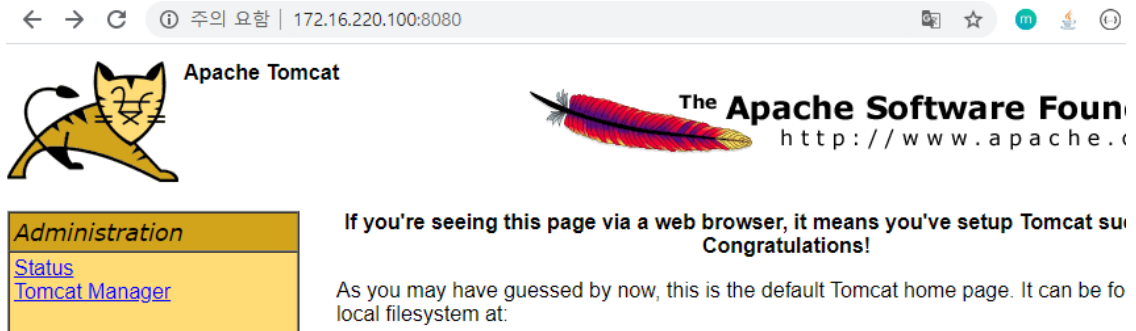 주의 요함 172.16.220.100:8080
m
Apache Tomcat
The Apache Software Foun
http://www.apache.
Administration
Status
Tomcat Manager
If you're seeing this page via a web browser, it means you've setup Tomcat su
Congratulations!
As you may have guessed by now, this is the default Tomcat home page. It can be fo
local filesystem at: